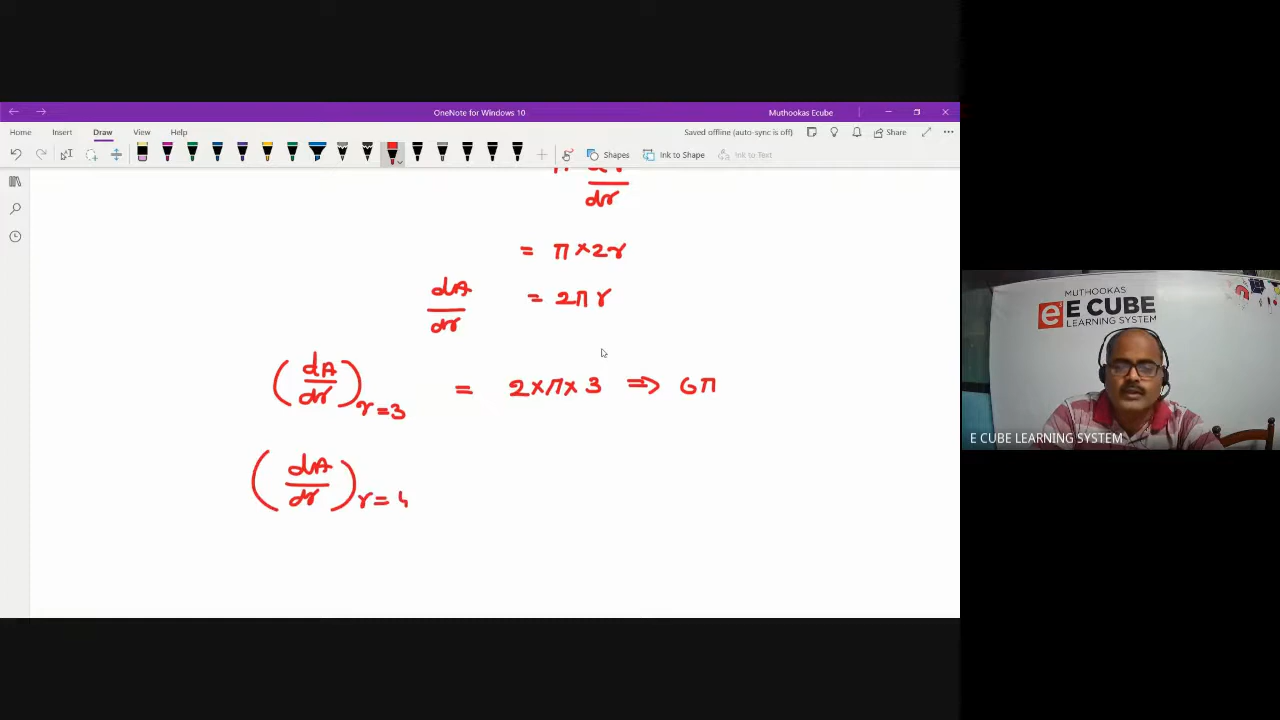 OneNote for Windows 10
Muthookas Ecube
Home Insert Draw View Help
Saved offline (auto-sync is off)
Share
Shapes
Ink to Shape
Ink to Text
dr
= π × 2r
dA/dr = 2πr
(dA/dr) r=3 = 2×π×3 ⇒ 6π
(dA/dr) r=4
MUTHOOKAS
e³ E CUBE
LEARNING SYSTEM
E CUBE LEARNING SYSTEM